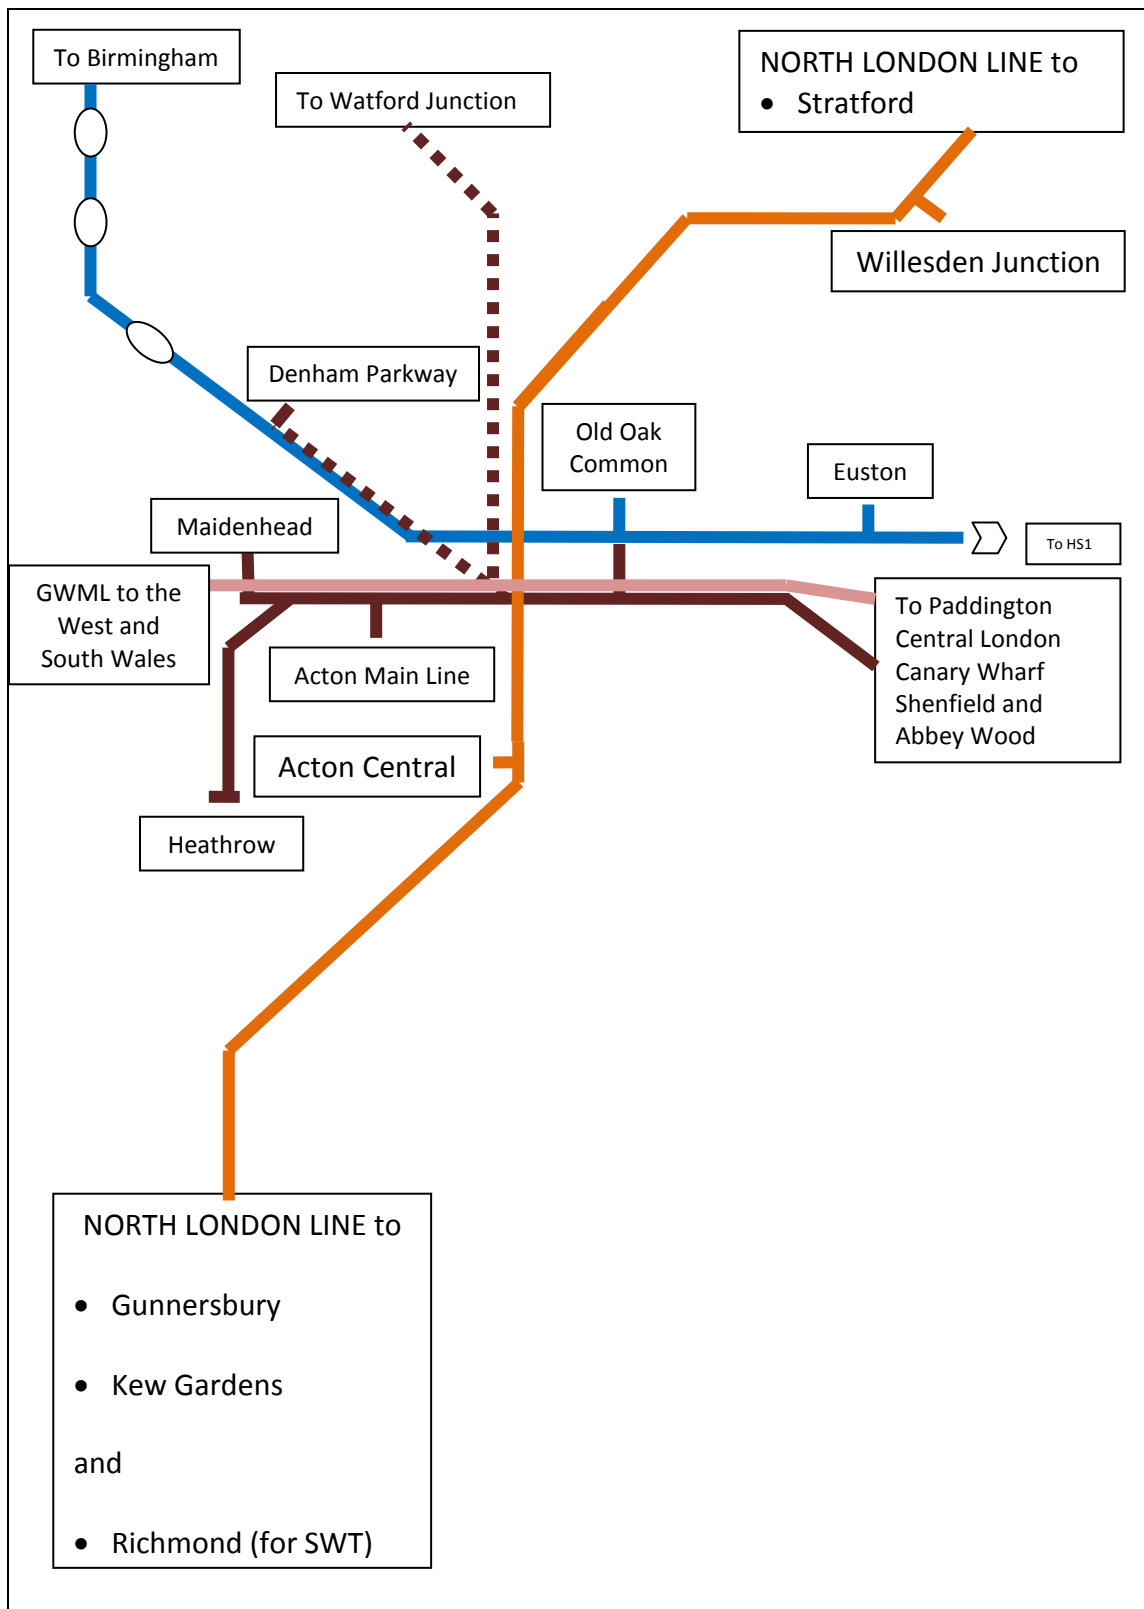 To Birmingham
To Watford Junction
NORTH LONDON LINE to
• Stratford
Willesden Junction
Denham Parkway
Old Oak
Common
Euston
Maidenhead
To HS1
GWML to the
West and
South Wales
To Paddington
Central London
Canary Wharf
Shenfield and
Abbey Wood
Acton Main Line
Acton Central
Heathrow
NORTH LONDON LINE to
• Gunnersbury
• Kew Gardens
and
• Richmond (for SWT)